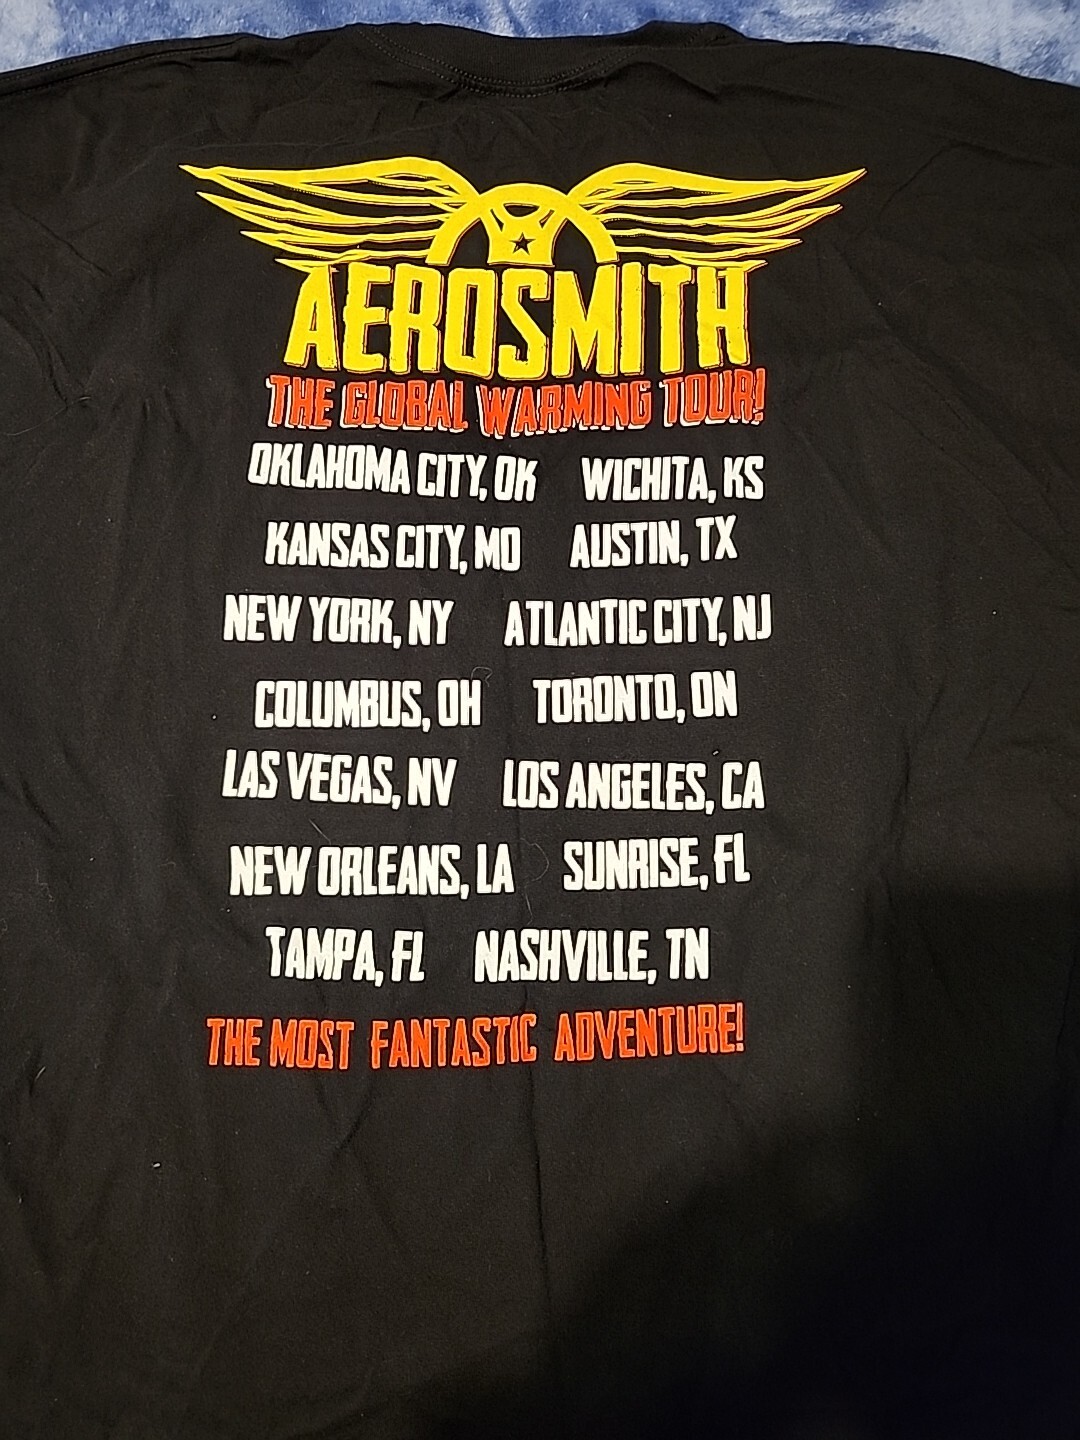 AEROSMITH
THE GLOBAL WARMING TOUR!
OKLAHOMA CITY, OK WICHITA, KS
KANSAS CITY, MO AUSTIN, TX
NEW YORK, NY ATLANTIC CITY, NJ
COLUMBUS, OH TORONTO, ON
LAS VEGAS, NV LOS ANGELES, CA
NEW ORLEANS, LA SUNRISE, FL
TAMPA, FL NASHVILLE, TN
THE MOST FANTASTIC ADVENTURE!